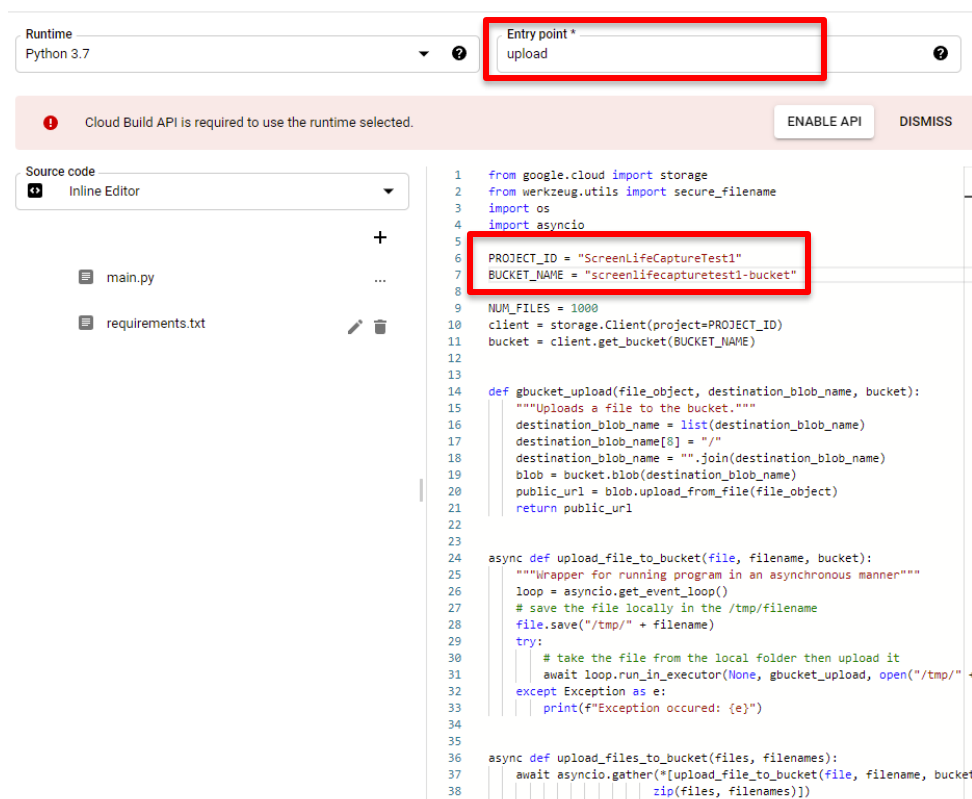 Runtime
Python 3.7
Entry point *
upload
Cloud Build API is required to use the runtime selected.
ENABLE API
DISMISS
Source code
Inline Editor
main.py
...
requirements.txt
1 from google.cloud import storage
2 from werkzeug.utils import secure_filename
3 import os
4 import asyncio
5
6 PROJECT_ID = "ScreenLifeCaptureTest1"
7 BUCKET_NAME = "screenlifecapturetest1-bucket"
8
9 NUM_FILES = 1000
10 client = storage.Client(project=PROJECT_ID)
11 bucket = client.get_bucket(BUCKET_NAME)
12
13
14 def gbucket_upload(file_object, destination_blob_name, bucket):
15 """Uploads a file to the bucket."""
16 destination_blob_name = list(destination_blob_name)
17 destination_blob_name[8] = "/"
18 destination_blob_name = "".join(destination_blob_name)
19 blob = bucket.blob(destination_blob_name)
20 public_url = blob.upload_from_file(file_object)
21 return public_url
22
23
24 async def upload_file_to_bucket(file, filename, bucket):
25 """Wrapper for running program in an asynchronous manner"""
26 loop = asyncio.get_event_loop()
27 # save the file locally in the /tmp/filename
28 file.save("/tmp/" + filename)
29 try:
30 # take the file from the local folder then upload it
31 await loop.run_in_executor(None, gbucket_upload, open("/tmp/" +
32 except Exception as e:
33 print(f"Exception occured: {e}")
34
35
36 async def upload_files_to_bucket(files, filenames):
37 await asyncio.gather(*[upload_file_to_bucket(file, filename, bucket
38 zip(files, filenames)])